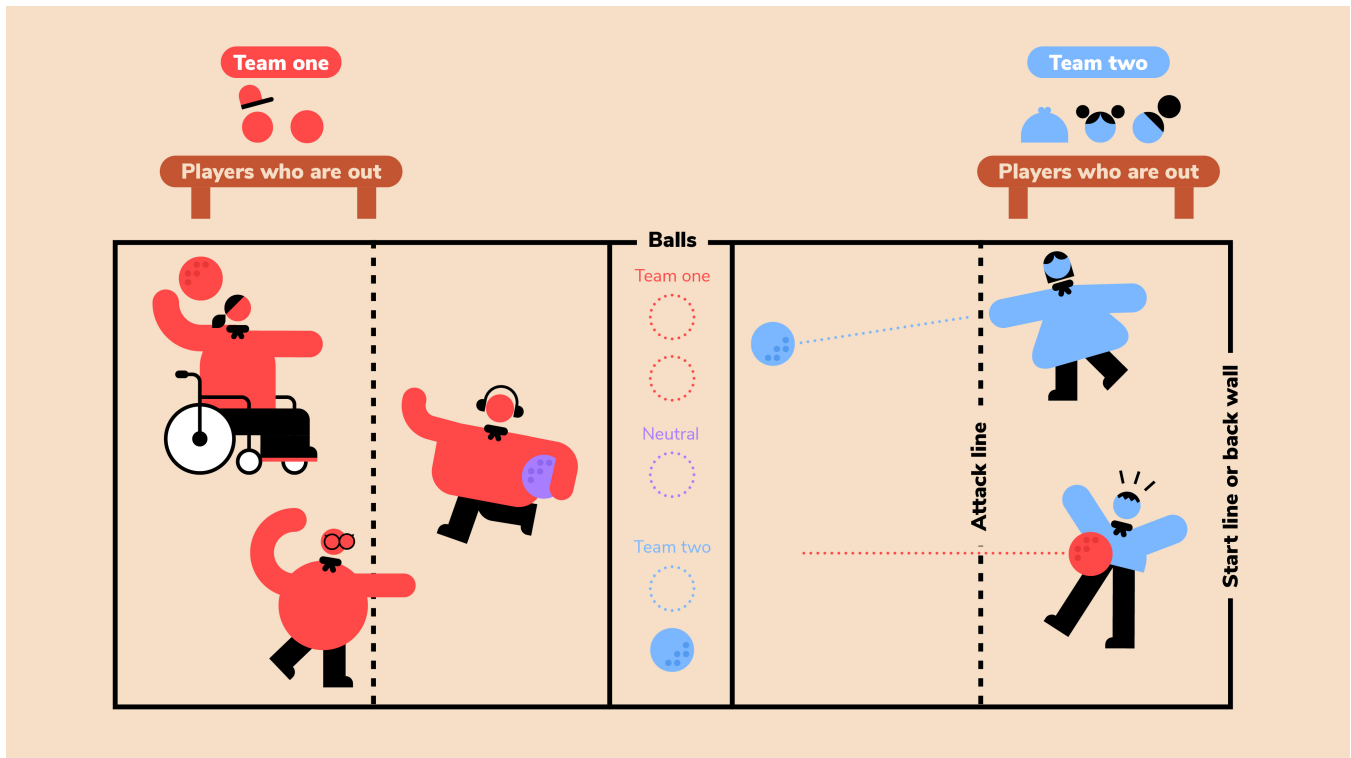 Team one
Team two
Players who are out
Players who are out
Balls
Team one
Neutral
Team two
Attack line
Start line or back wall